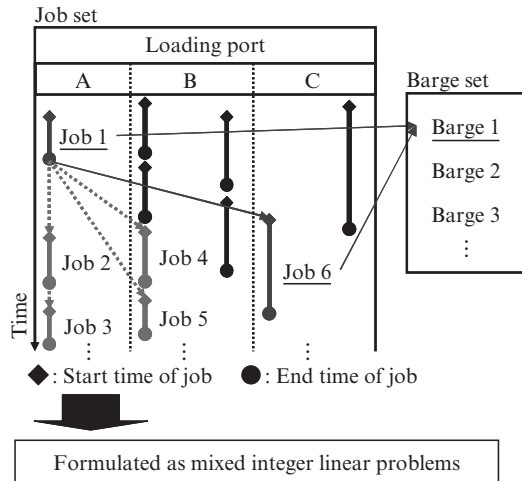 Job set
Loading port
A B C
Barge set
Job 1
Barge 1
Barge 2
Barge 3
⋮
Job 2
Job 4
Job 6
Job 3
Job 5
⋮ ⋮ ⋮
Time
◆: Start time of job ●: End time of job
Formulated as mixed integer linear problems